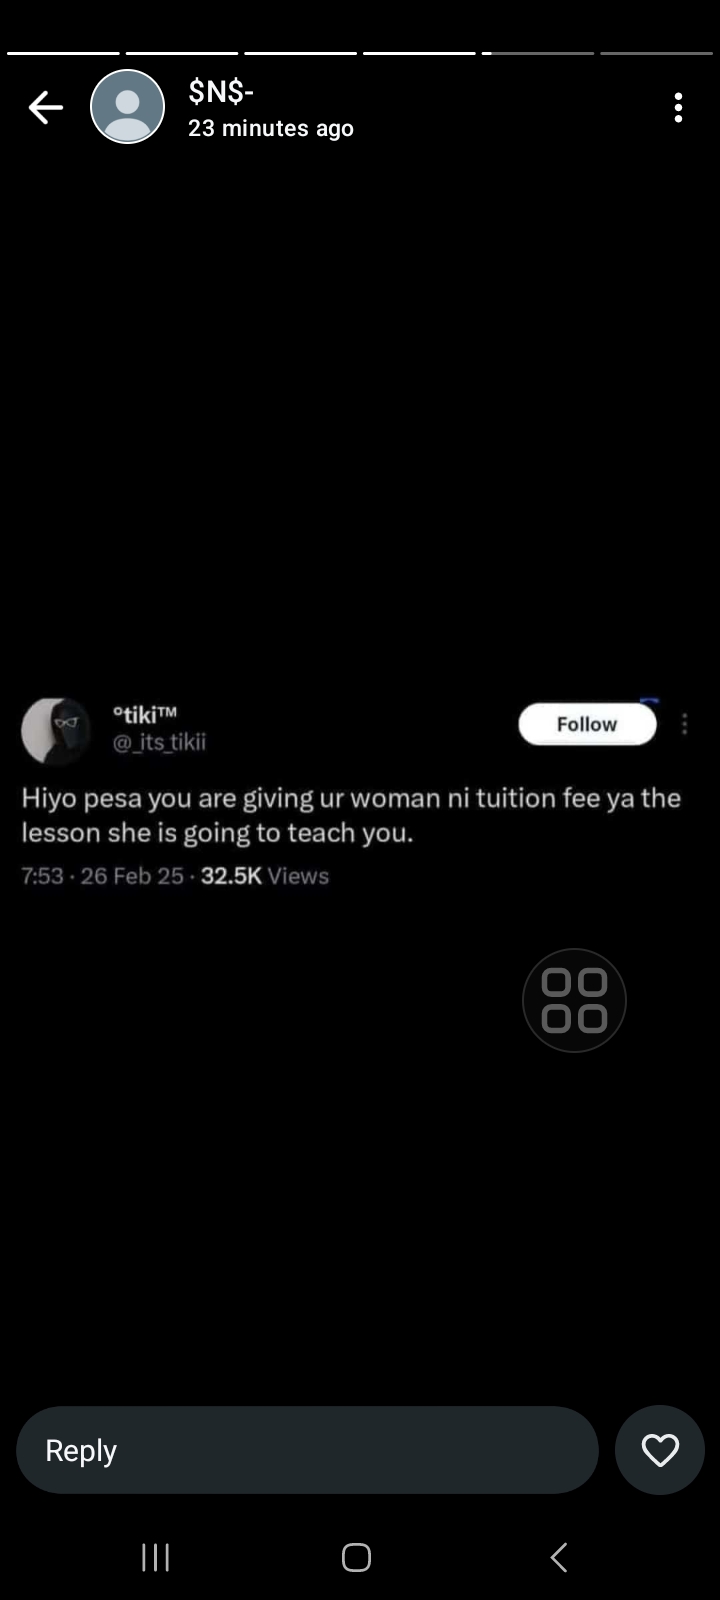 $N$-
23 minutes ago
°tiki™
@_its_tikii
Follow
Hiyo pesa you are giving ur woman ni tuition fee ya the
lesson she is going to teach you.
7:53 · 26 Feb 25 · 32.5K Views
Reply